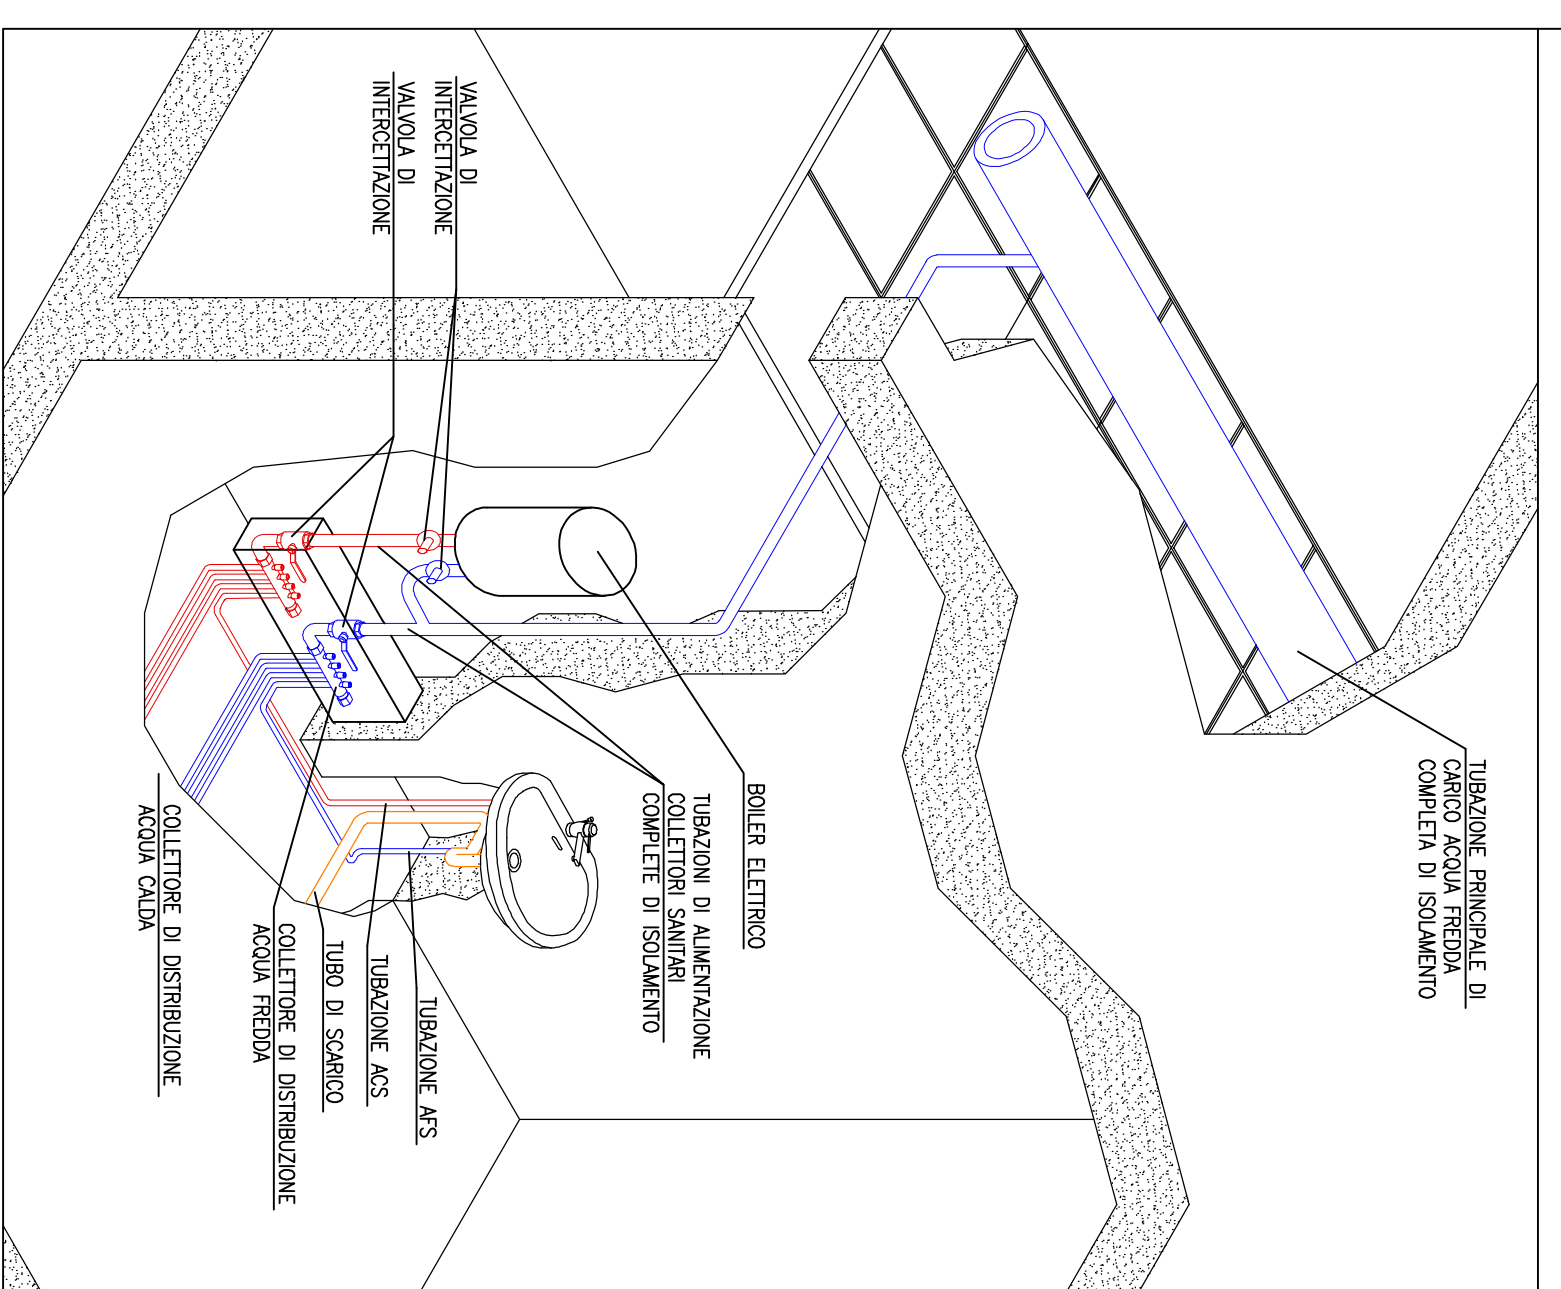 TUBAZIONE PRINCIPALE DI
CARICO ACQUA FREDDA
COMPLETA DI ISOLAMENTO
VALVOLA DI
INTERCETTAZIONE
VALVOLA DI
INTERCETTAZIONE
BOILER ELETTRICO
TUBAZIONI DI ALIMENTAZIONE
COLLETTORI SANITARI
COMPLETE DI ISOLAMENTO
TUBAZIONE AFS
TUBAZIONE ACS
TUBO DI SCARICO
COLLETTORE DI DISTRIBUZIONE
ACQUA FREDDA
COLLETTORE DI DISTRIBUZIONE
ACQUA CALDA